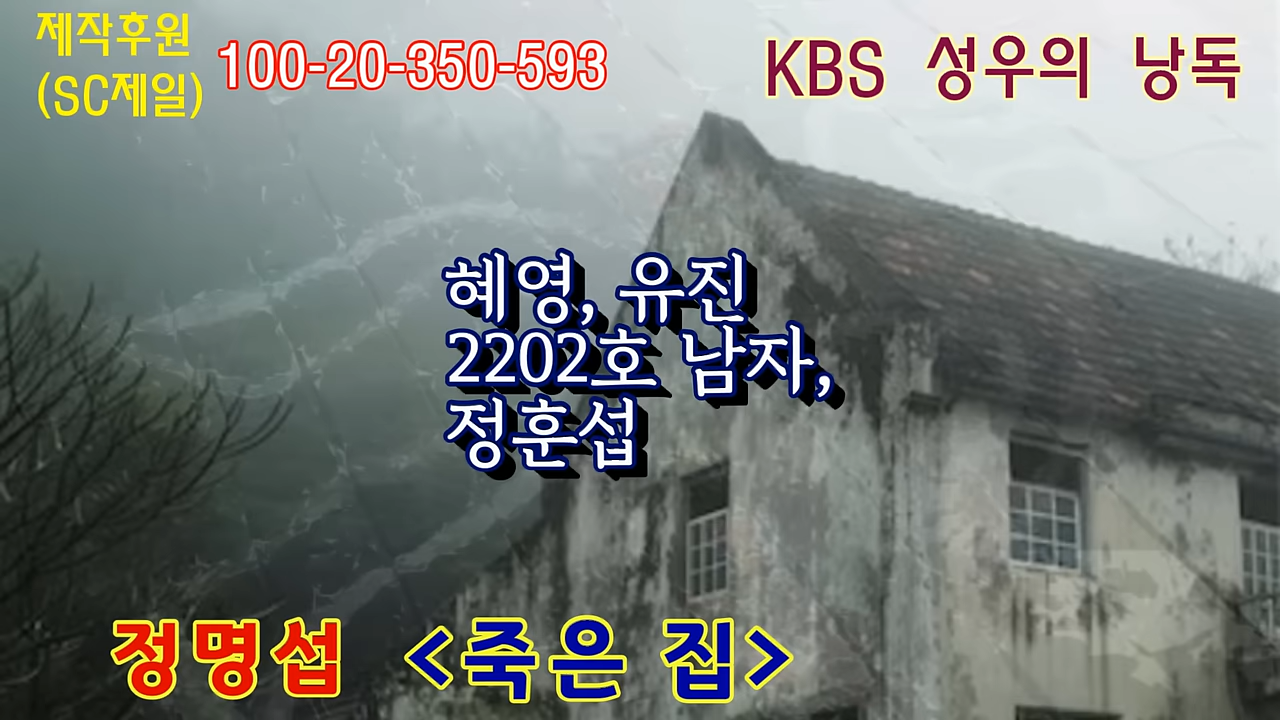 제작후원
(SC제일)
100-20-350-593
KBS 성우의 낭독
혜영, 유진
2202호 남자,
정훈섭
정명섭 <죽은 집>